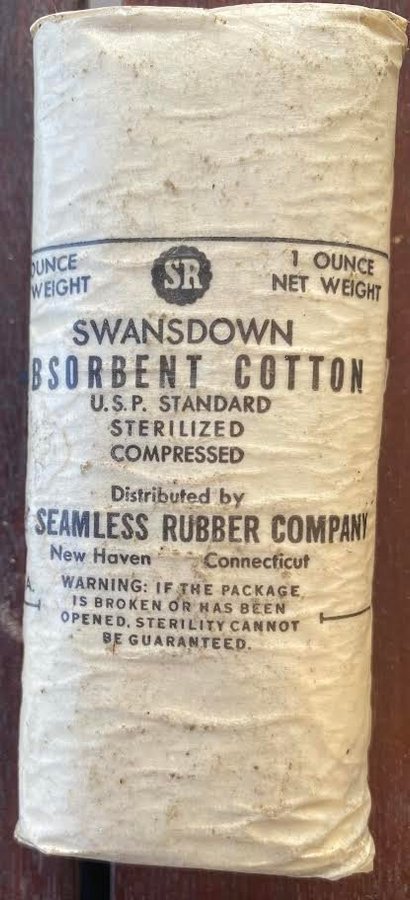 OUNCE SR 1 OUNCE
WEIGHT NET WEIGHT
SWANSDOWN
BSORBENT COTTON
U.S.P. STANDARD
STERILIZED
COMPRESSED
Distributed by
SEAMLESS RUBBER COMPANY
New Haven Connecticut
A. WARNING: IF THE PACKAGE
IS BROKEN OR HAS BEEN
OPENED, STERILITY CANNOT
BE GUARANTEED.